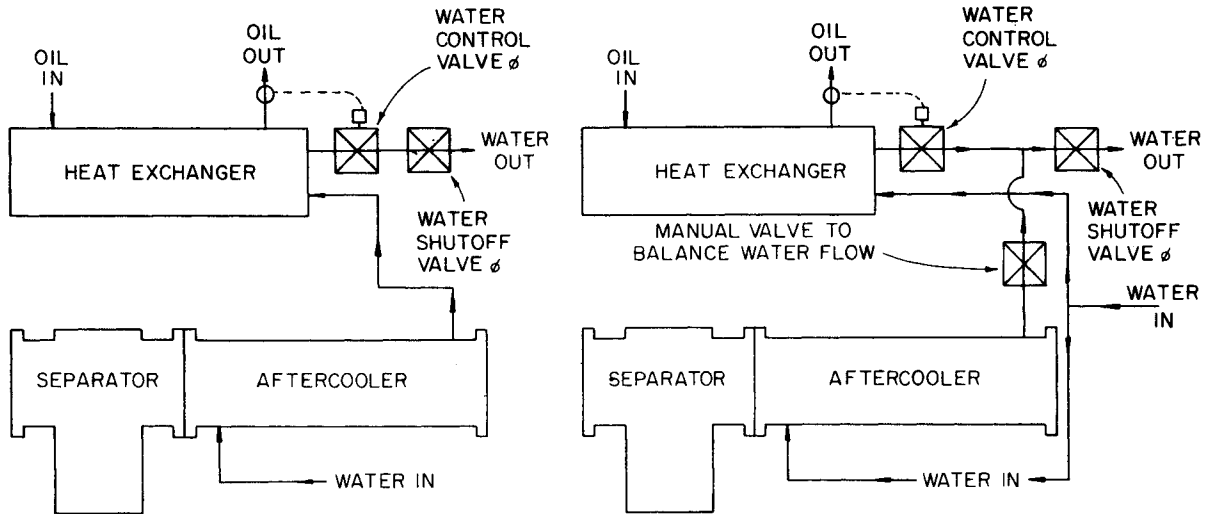 OIL
IN
OIL
OUT
WATER
CONTROL
VALVE ø
HEAT EXCHANGER
WATER
OUT
WATER
SHUTOFF
VALVE ø
SEPARATOR
AFTERCOOLER
WATER IN
OIL
IN
OIL
OUT
WATER
CONTROL
VALVE ø
HEAT EXCHANGER
WATER
OUT
WATER
SHUTOFF
VALVE ø
MANUAL VALVE TO
BALANCE WATER FLOW
WATER
IN
SEPARATOR
AFTERCOOLER
WATER IN